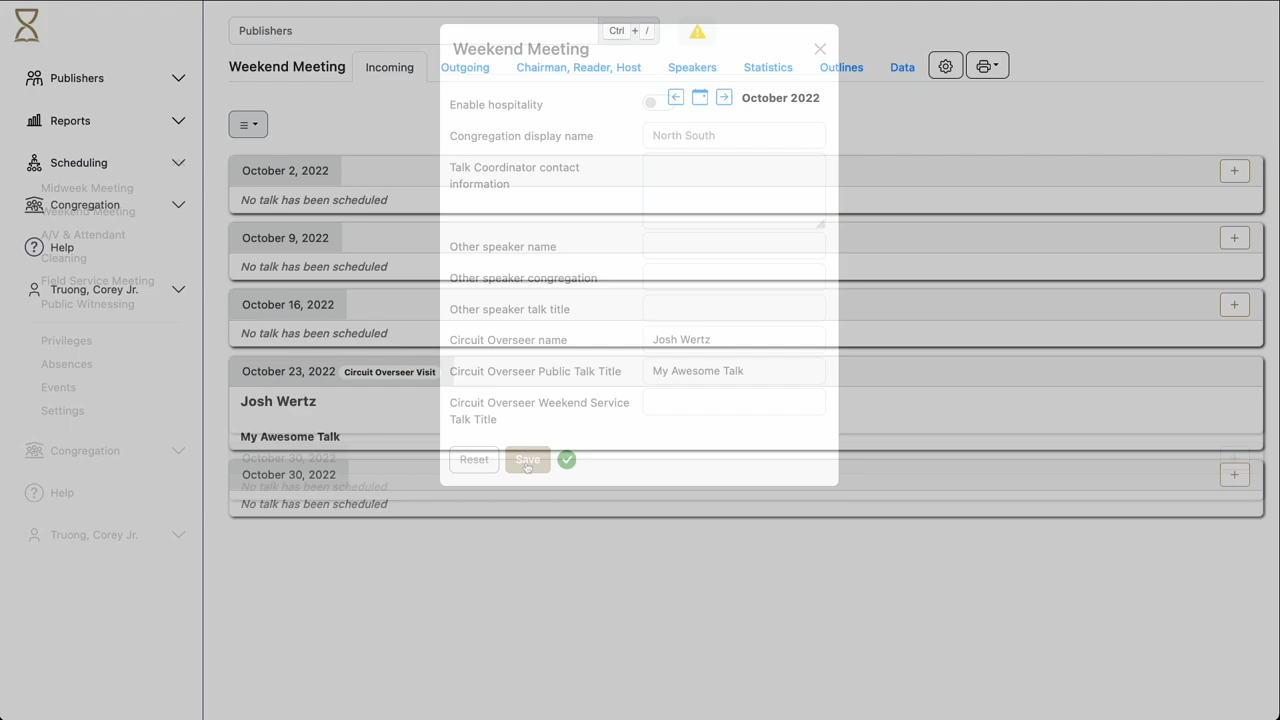 Publishers
Reports
Scheduling
Midweek Meeting
Weekend Meeting
Congregation
A/V & Attendant
Help
Cleaning
Field Service Meeting
Truong, Corey Jr.
Public Witnessing
Privileges
Absences
Events
Settings
Congregation
Help
Truong, Corey Jr.
Publishers
Ctrl + /
Weekend Meeting
Incoming
Outgoing
Chairman, Reader, Host
Speakers
Statistics
Outlines
Data
October 2022
October 2, 2022
No talk has been scheduled
October 9, 2022
No talk has been scheduled
October 16, 2022
No talk has been scheduled
October 23, 2022 Circuit Overseer Visit
Josh Wertz
My Awesome Talk
October 30, 2022
October 30, 2022
No talk has been scheduled
No talk has been scheduled
Weekend Meeting
Enable hospitality
Congregation display name
North South
Talk Coordinator contact
information
Other speaker name
Other speaker congregation
Other speaker talk title
Circuit Overseer name
Josh Wertz
Circuit Overseer Public Talk Title
My Awesome Talk
Circuit Overseer Weekend Service
Talk Title
Reset
Save